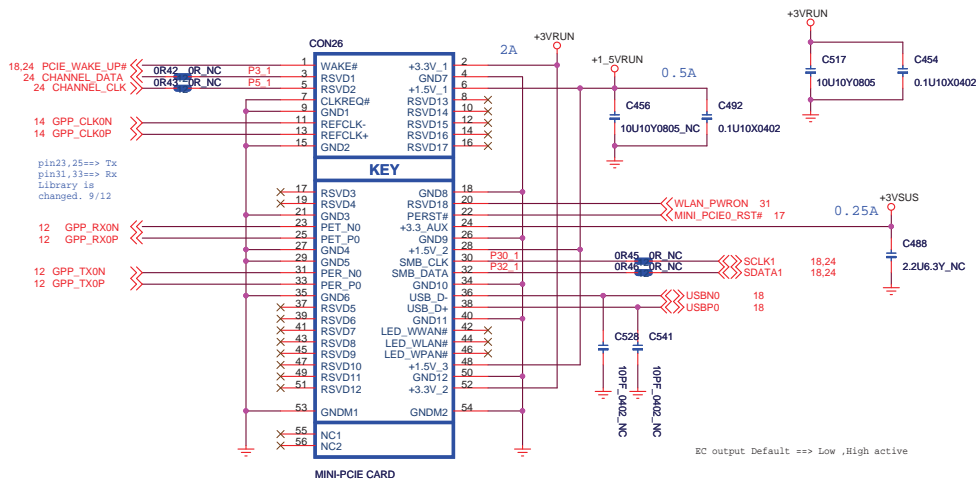 CON26
2A
+3VRUN
+3VRUN
18,24 PCIE_WAKE_UP# 1 WAKE# +3.3V_1 2
24 CHANNEL_DATA 0R42 0R_NC P3_1 3 RSVD1 GND7 4
24 CHANNEL_CLK 0R43 0R_NC P5_1 5 RSVD2 +1.5V_1 6
+1_5VRUN
0.5A
7 CLKREQ# RSVD13 8
9 GND1 RSVD14 10
14 GPP_CLK0N 11 REFCLK- RSVD15 12
14 GPP_CLK0P 13 REFCLK+ RSVD16 14
15 GND2 RSVD17 16
C456
10U10Y0805_NC
C492
0.1U10X0402
C517
10U10Y0805
C454
0.1U10X0402
KEY
pin23,25==> Tx
pin31,33==> Rx
Library is
changed. 9/12
17 RSVD3 GND8 18
19 RSVD4 RSVD18 20 WLAN_PWRON 31
21 GND3 PERST# 22 MINI_PCIE0_RST# 17
12 GPP_RX0N 23 PET_N0 +3.3_AUX 24
12 GPP_RX0P 25 PET_P0 GND9 26
27 GND4 +1.5V_2 28
29 GND5 SMB_CLK 30 P30_1 0R45 0R_NC SCLK1 18,24
12 GPP_TX0N 31 PER_N0 SMB_DATA 32 P32_1 0R46 0R_NC SDATA1 18,24
12 GPP_TX0P 33 PER_P0 GND10 34
35 GND6 USB_D- 36 USBN0 18
37 RSVD5 USB_D+ 38 USBP0 18
39 RSVD6 GND11 40
41 RSVD7 LED_WWAN# 42
43 RSVD8 LED_WLAN# 44
45 RSVD9 LED_WPAN# 46
47 RSVD10 +1.5V_3 48
49 RSVD11 GND12 50
51 RSVD12 +3.3V_2 52
53 GNDM1 GNDM2 54
55 NC1
56 NC2
0.25A
+3VSUS
C488
2.2U6.3Y_NC
C528
10PF_0402_NC
C541
10PF_0402_NC
EC output Default ==> Low ,High active
MINI-PCIE CARD